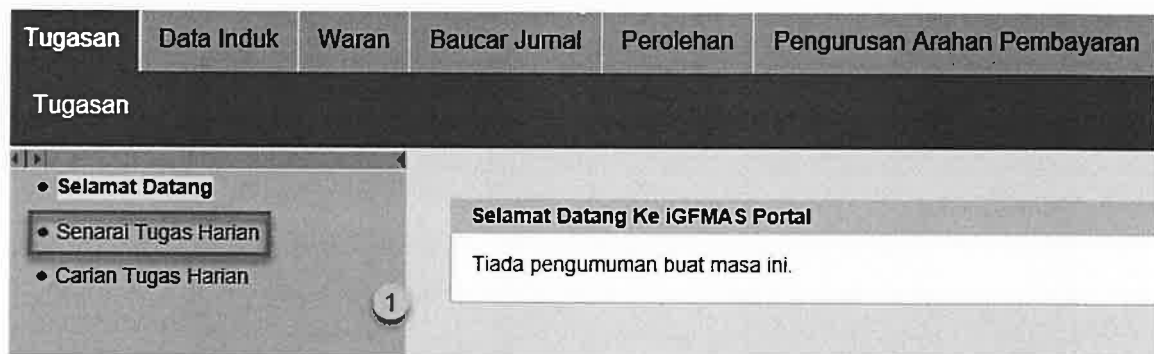 Tugasan Data Induk Waran Baucar Jurnal Perolehan Pengurusan Arahan Pembayaran
Tugasan
• Selamat Datang
• Senarai Tugas Harian
• Carian Tugas Harian
1
Selamat Datang Ke iGFMAS Portal
Tiada pengumuman buat masa ini.